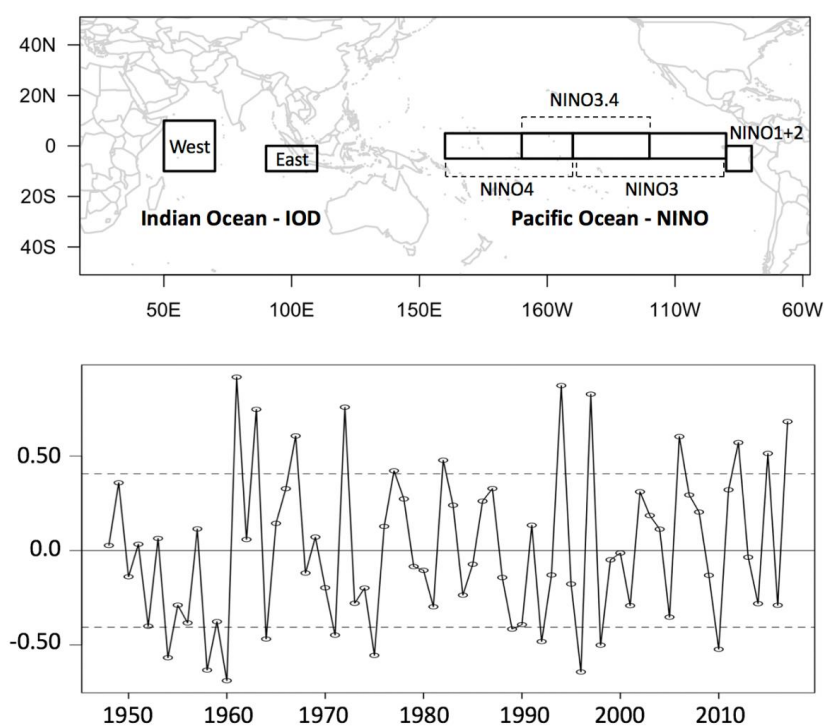 40N
20N
NINO3.4
NINO1+2
0
West
East
20S
NINO4
NINO3
Indian Ocean - IOD
Pacific Ocean - NINO
40S
50E
100E
150E
160W
110W
60W
0.50
0.0
-0.50
1950
1960
1970
1980
1990
2000
2010